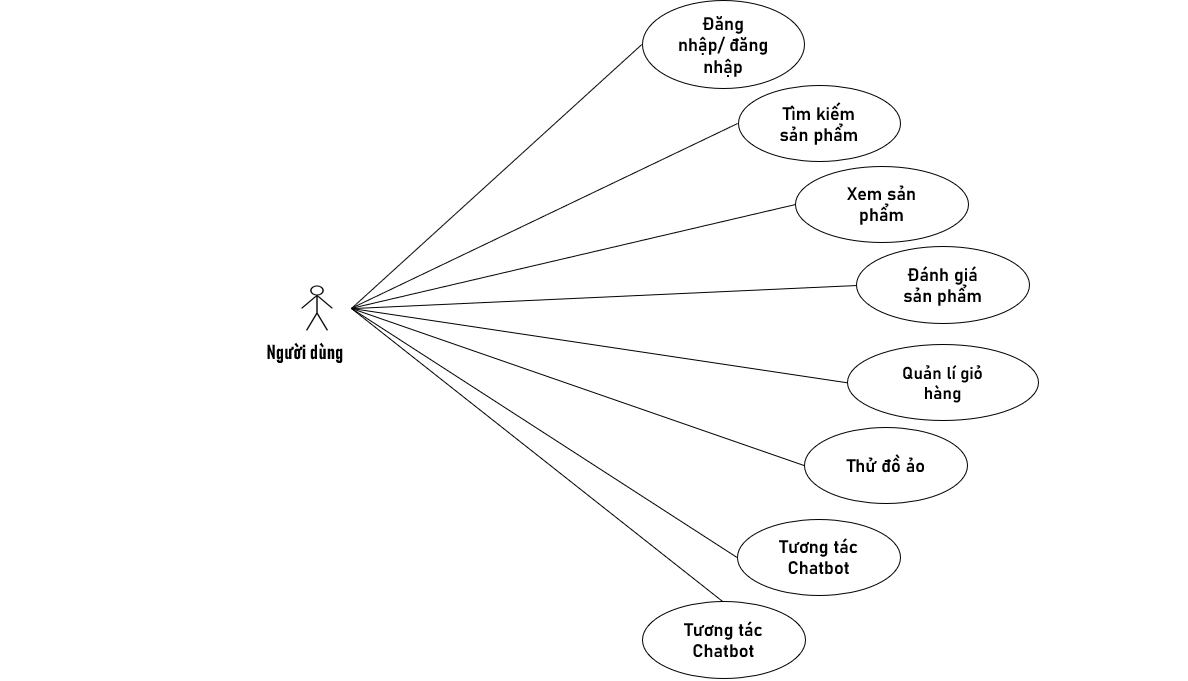 Đăng
nhập/ đăng
nhập
Tìm kiếm
sản phẩm
Xem sản
phẩm
Đánh giá
sản phẩm
Người dùng
Quản lí giỏ
hàng
Thử đồ ảo
Tương tác
Chatbot
Tương tác
Chatbot